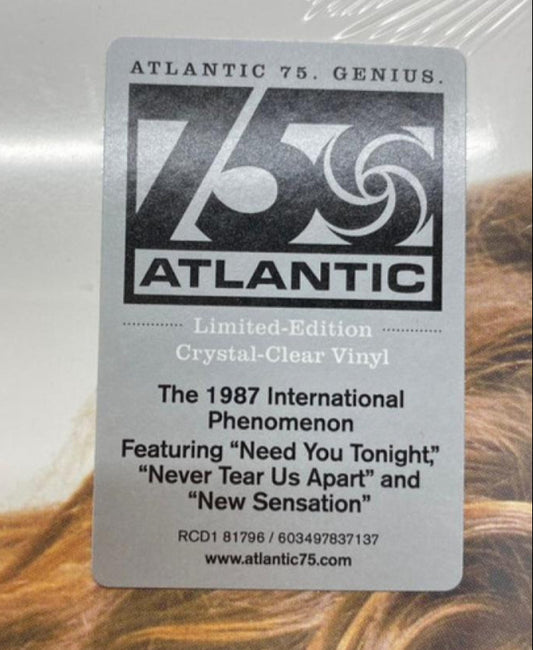 ATLANTIC 75. GENIUS.
75
ATLANTIC
Limited-Edition
Crystal-Clear Vinyl
The 1987 International
Phenomenon
Featuring “Need You Tonight,”
“Never Tear Us Apart” and
“New Sensation”
RCD1 81796 / 603497837137
www.atlantic75.com